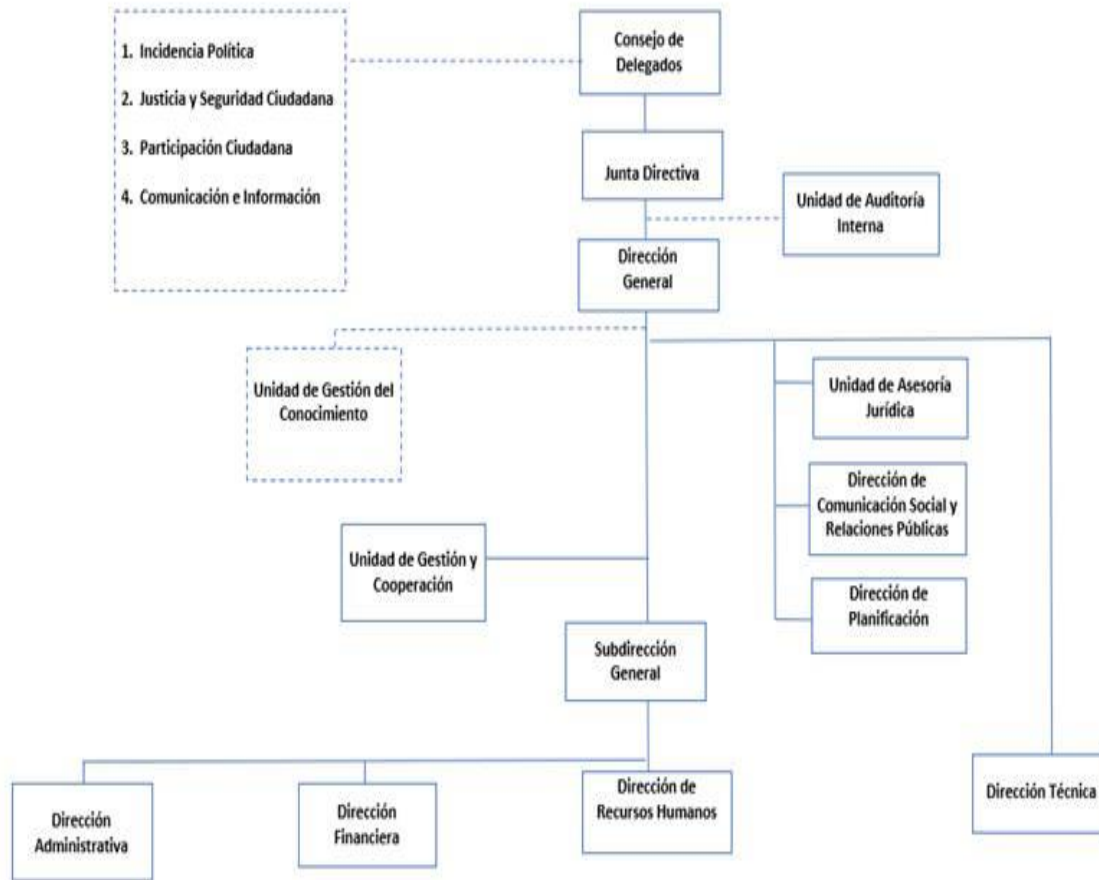 Consejo de
Delegados
1. Incidencia Política
2. Justicia y Seguridad Ciudadana
3. Participación Ciudadana
4. Comunicación e Información
Junta Directiva
Unidad de Auditoría
Interna
Dirección
General
Unidad de Gestión del
Conocimiento
Unidad de Asesoría
Jurídica
Dirección de
Comunicación Social y
Relaciones Públicas
Unidad de Gestión y
Cooperación
Dirección de
Planificación
Subdirección
General
Dirección
Administrativa
Dirección
Financiera
Dirección de
Recursos Humanos
Dirección Técnica